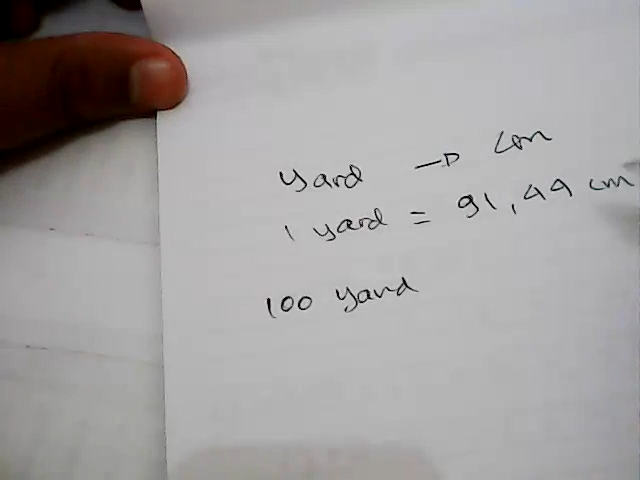 yard → cm
1 yard = 91,44 cm
100 yard